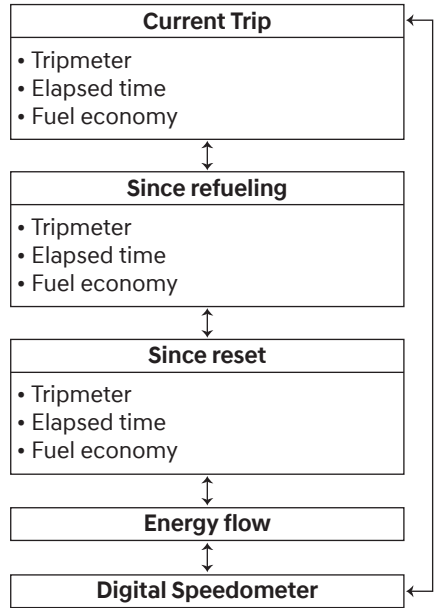 Current Trip
• Tripmeter
• Elapsed time
• Fuel economy
Since refueling
• Tripmeter
• Elapsed time
• Fuel economy
Since reset
• Tripmeter
• Elapsed time
• Fuel economy
Energy flow
Digital Speedometer